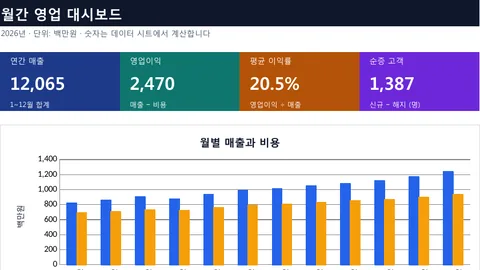 월간 영업 대시보드
2026년 · 단위: 백만원 · 숫자는 데이터 시트에서 계산합니다
연간 매출
영업이익
평균 이익률
순증 고객
12,065
2,470
20.5%
1,387
1~12월 합계
매출 − 비용
영업이익 ÷ 매출
신규 − 해지 (명)
월별 매출과 비용
백만원
1,400
1,200
1,000
800
600
400
200
0